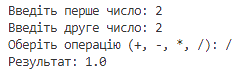 Введіть перше число: 2
Введіть друге число: 2
Оберіть операцію (+, -, *, /): /
Результат: 1.0